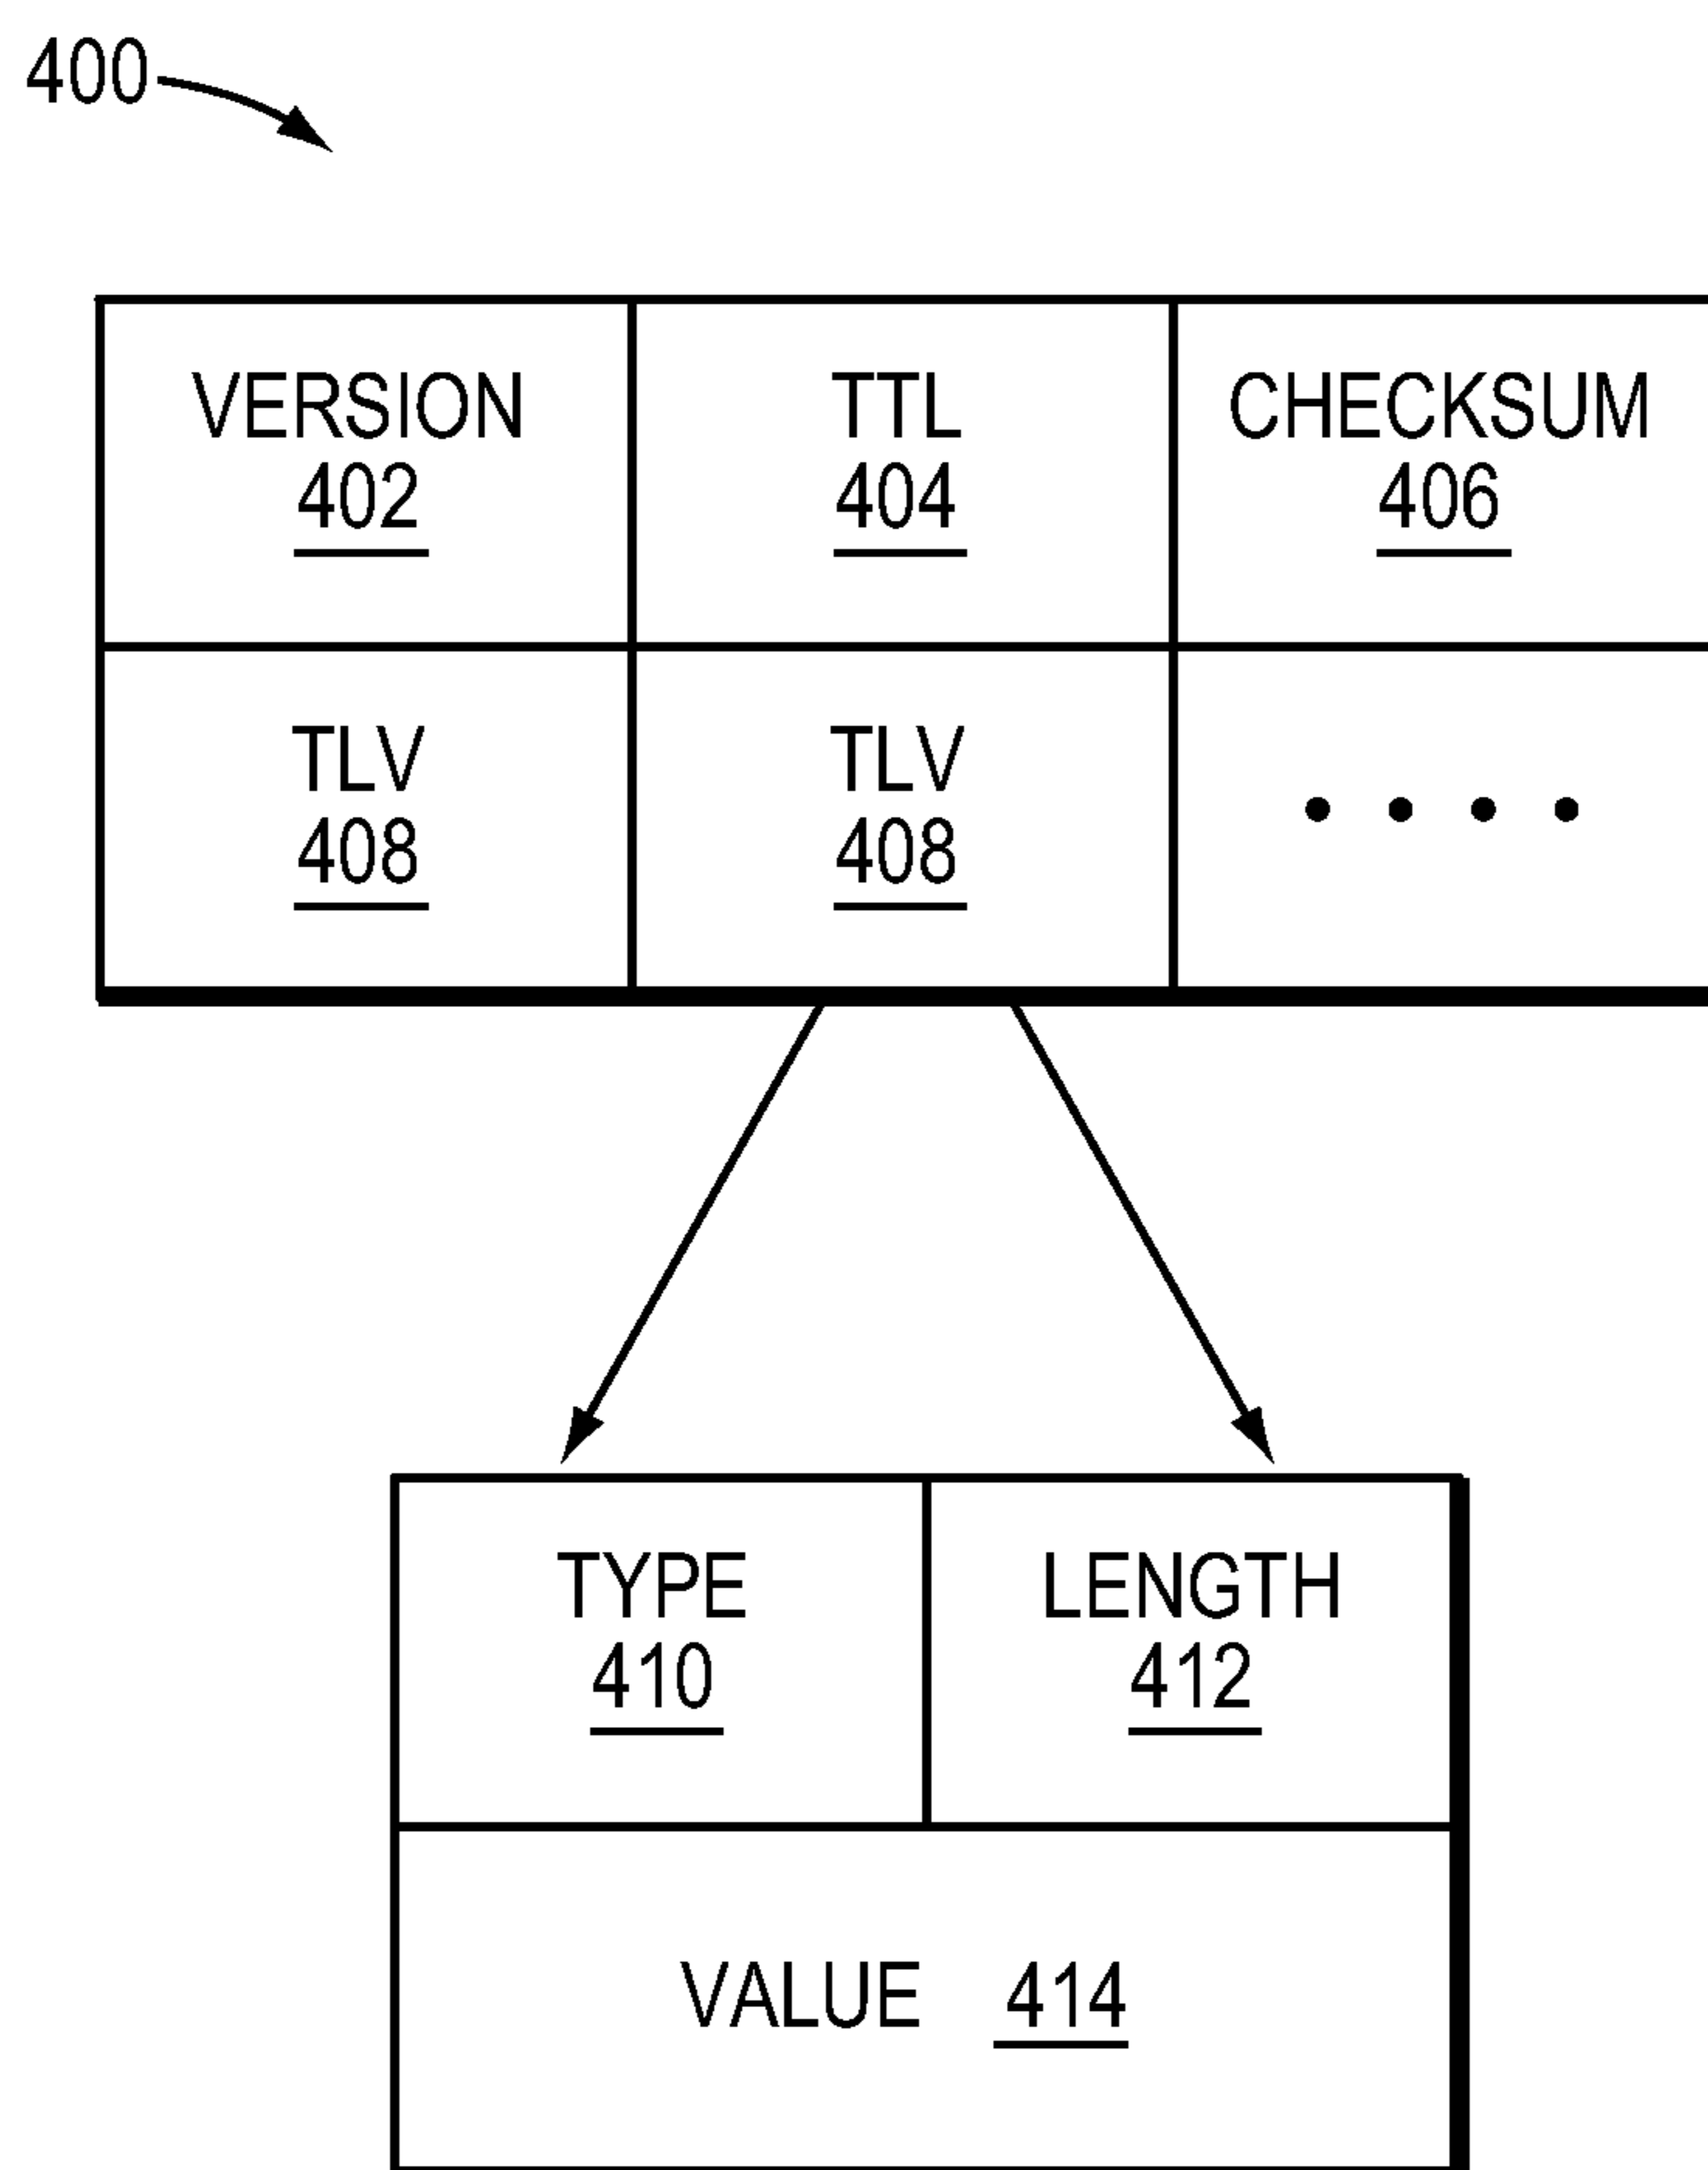 400
VERSION TTL CHECKSUM
402 404 406
TLV TLV ....
408 408
TYPE LENGTH
410 412
VALUE 414